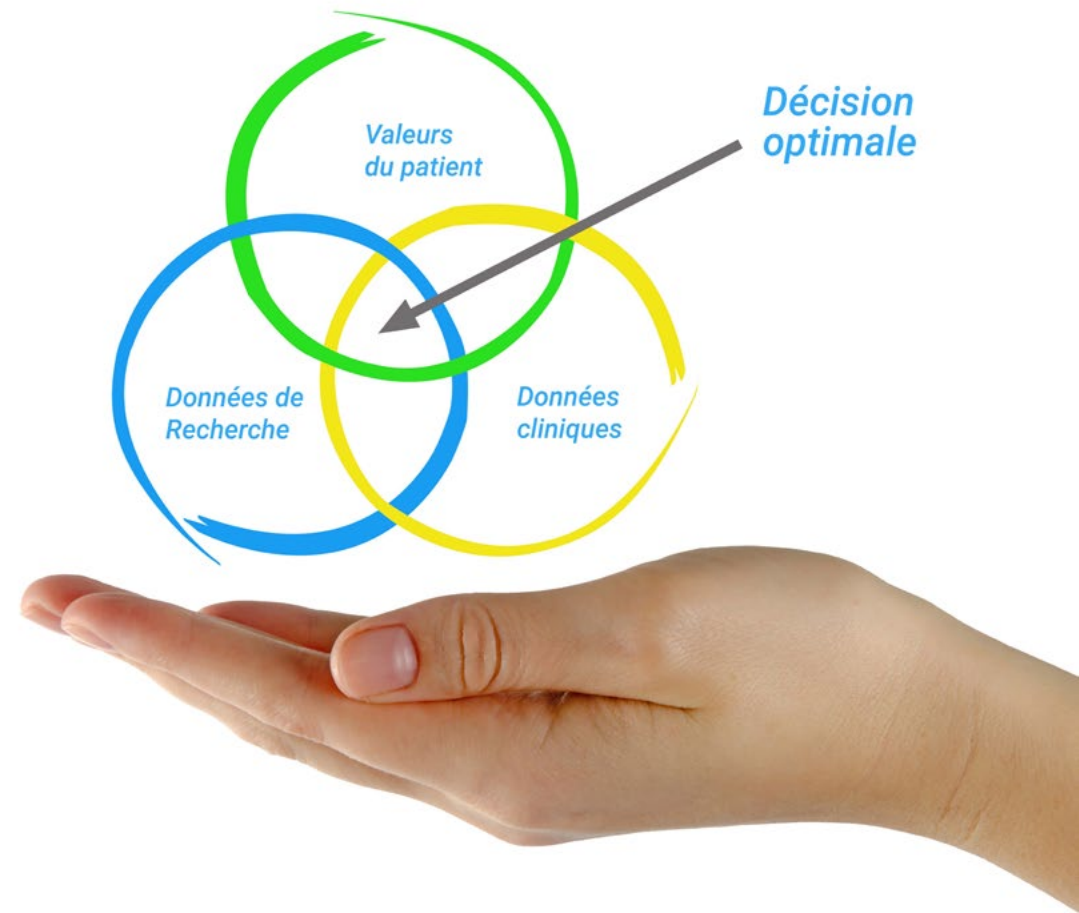 Valeurs
du patient
Décision
optimale
Données de
Recherche
Données
cliniques